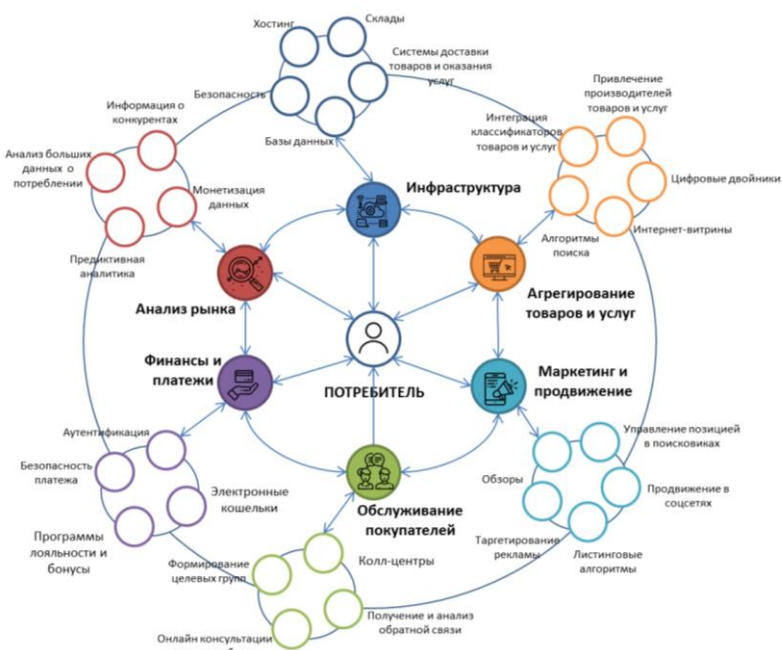 Хостинг
Склады
Системы доставки
товаров и оказания
услуг
Безопасность
Базы данных
Привлечение
производителей
товаров и услуг
Интеграция
классификаторов
товаров и услуг
Цифровые двойники
Интернет-витрины
Алгоритмы
поиска
Информация о
конкурентах
Анализ больших
данных о
потреблении
Монетизация
данных
Предиктивная
аналитика
Инфраструктура
Анализ рынка
Агрегирование
товаров и услуг
Финансы и
платежи
ПОТРЕБИТЕЛЬ
Маркетинг и
продвижение
Обслуживание
покупателей
Аутентификация
Безопасность
платежа
Электронные
кошельки
Программы
лояльности и
бонусы
Управление позицией
в поисковиках
Обзоры
Продвижение в
соцсетях
Таргетирование
рекламы
Листинговые
алгоритмы
Формирование
целевых групп
Колл-центры
Получение и анализ
обратной связи
Онлайн консультации